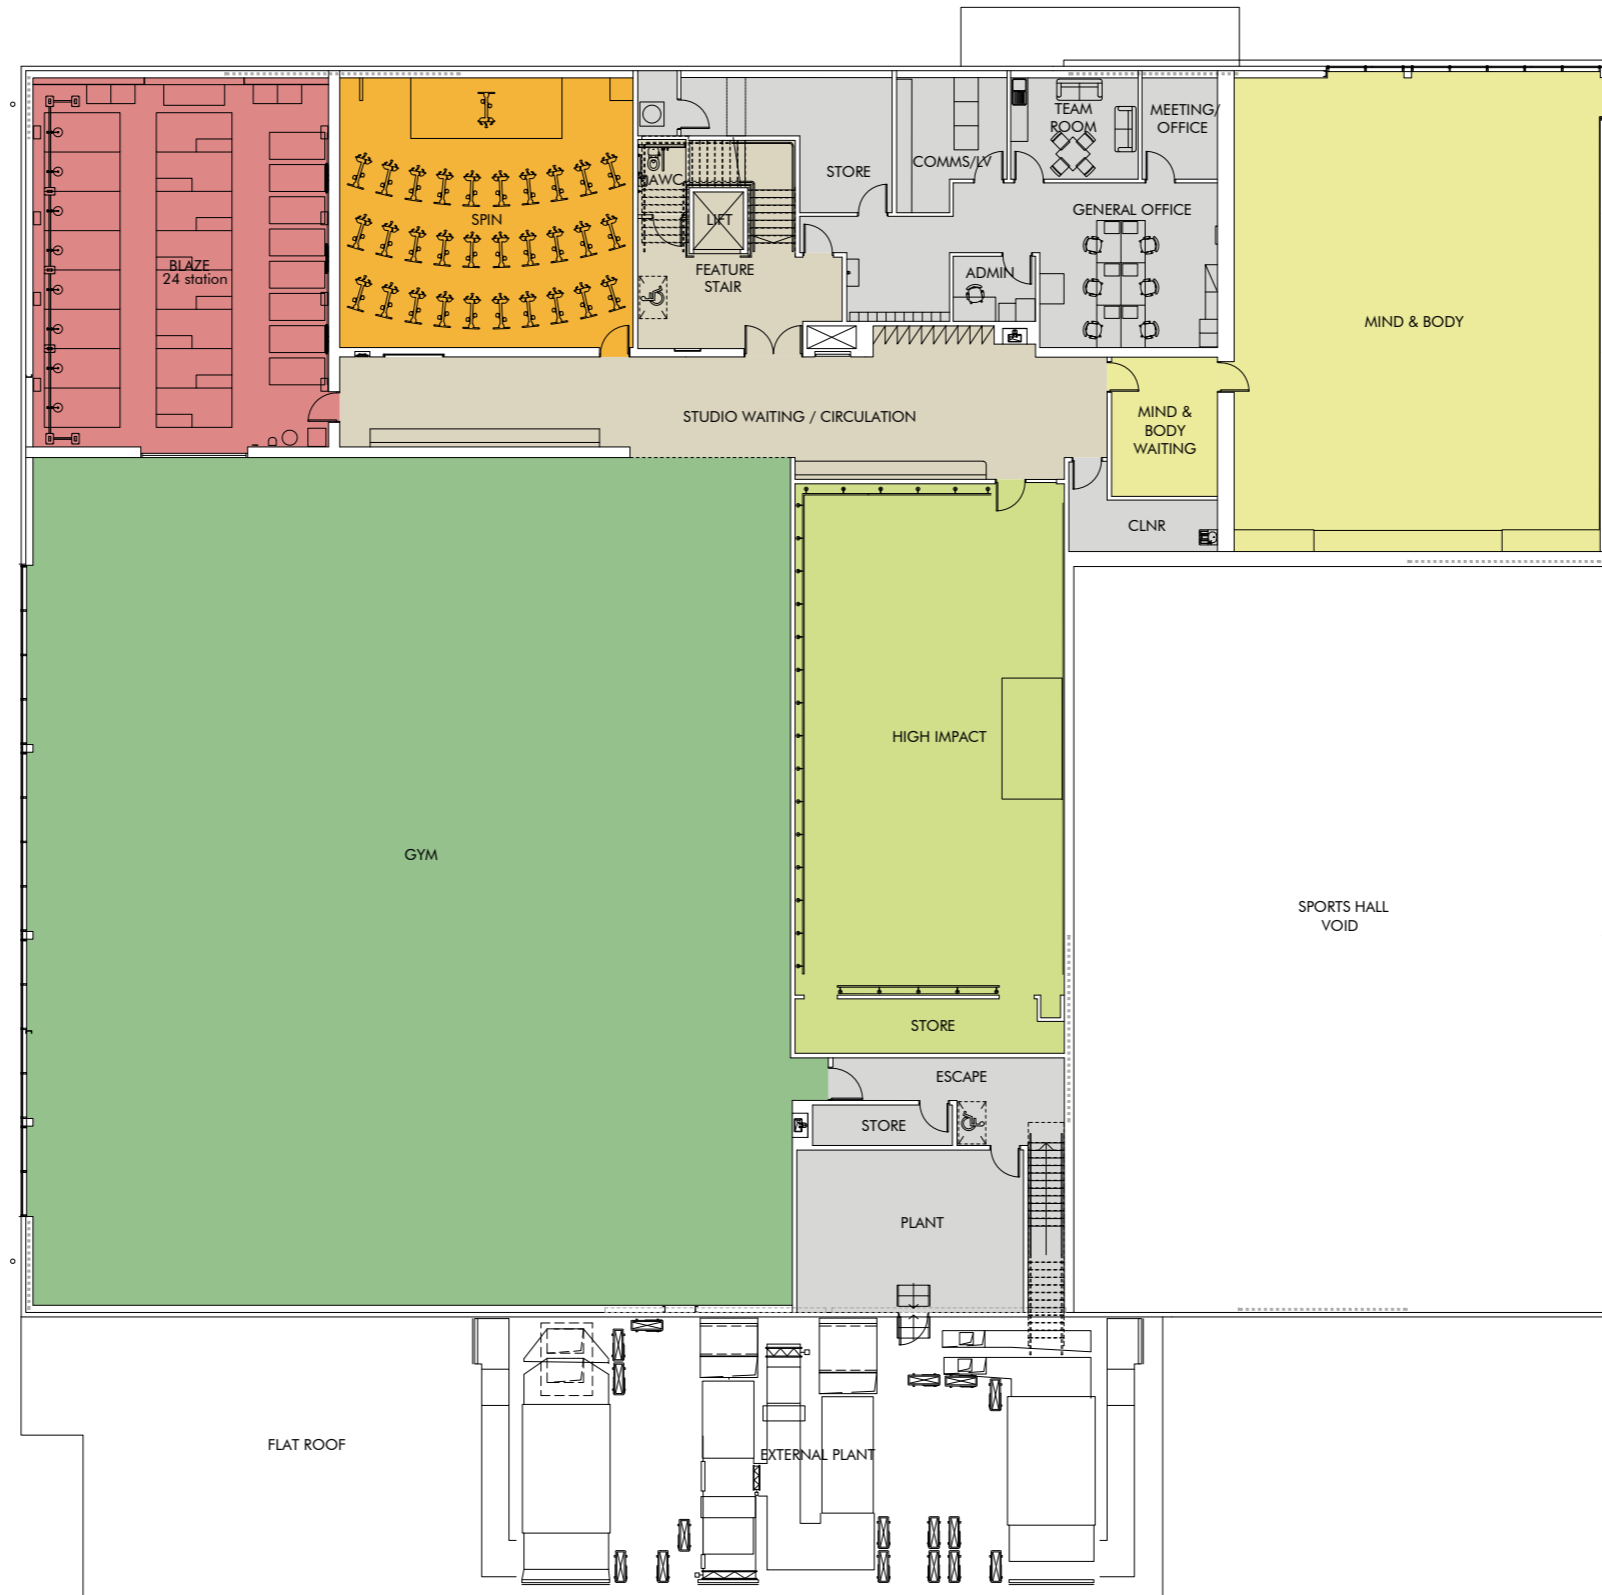 TEAM
ROOM
MEETING/
OFFICE
COMMS/LV
STORE
AWC
LIFT
SPIN
GENERAL OFFICE
BLAZE
24 station
FEATURE
STAIR
ADMIN
MIND & BODY
STUDIO WAITING / CIRCULATION
MIND &
BODY
WAITING
CLNR
HIGH IMPACT
GYM
SPORTS HALL
VOID
STORE
ESCAPE
STORE
PLANT
FLAT ROOF
EXTERNAL PLANT